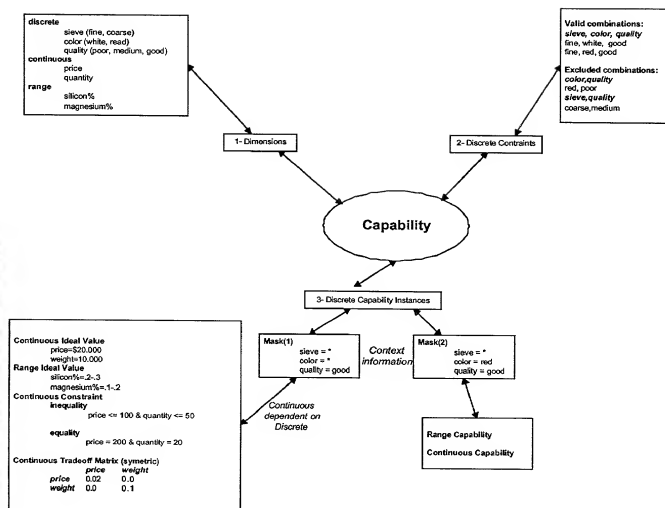 discrete
sieve (fine, coarse)
color (white, read)
quality (poor, medium, good)
continuous
price
quantity
range
silicon%
magnesium%
Valid combinations:
sieve, color, quality
fine, white, good
fine, red, good
Excluded combinations:
color,quality
red, poor
sieve,quality
coarse,medium
1- Dimensions
2- Discrete Contraints
Capability
3- Discrete Capability Instances
Mask(1)
sieve = *
color = *
quality = good
Context
information
Mask(2)
sieve = *
color = red
quality = good
Continuous
dependent on
Discrete
Range Capability
Continuous Capability
Continuous Ideal Value
price=$20.000
weight=10.000
Range Ideal Value
silicon%=.2-.3
magnesium%=.1-.2
Continuous Constraint
inequality
price <= 100 & quantity <= 50
equality
price = 200 & quantity = 20
Continuous Tradeoff Matrix (symetric)
price weight
price 0.02 0.0
weight 0.0 0.1